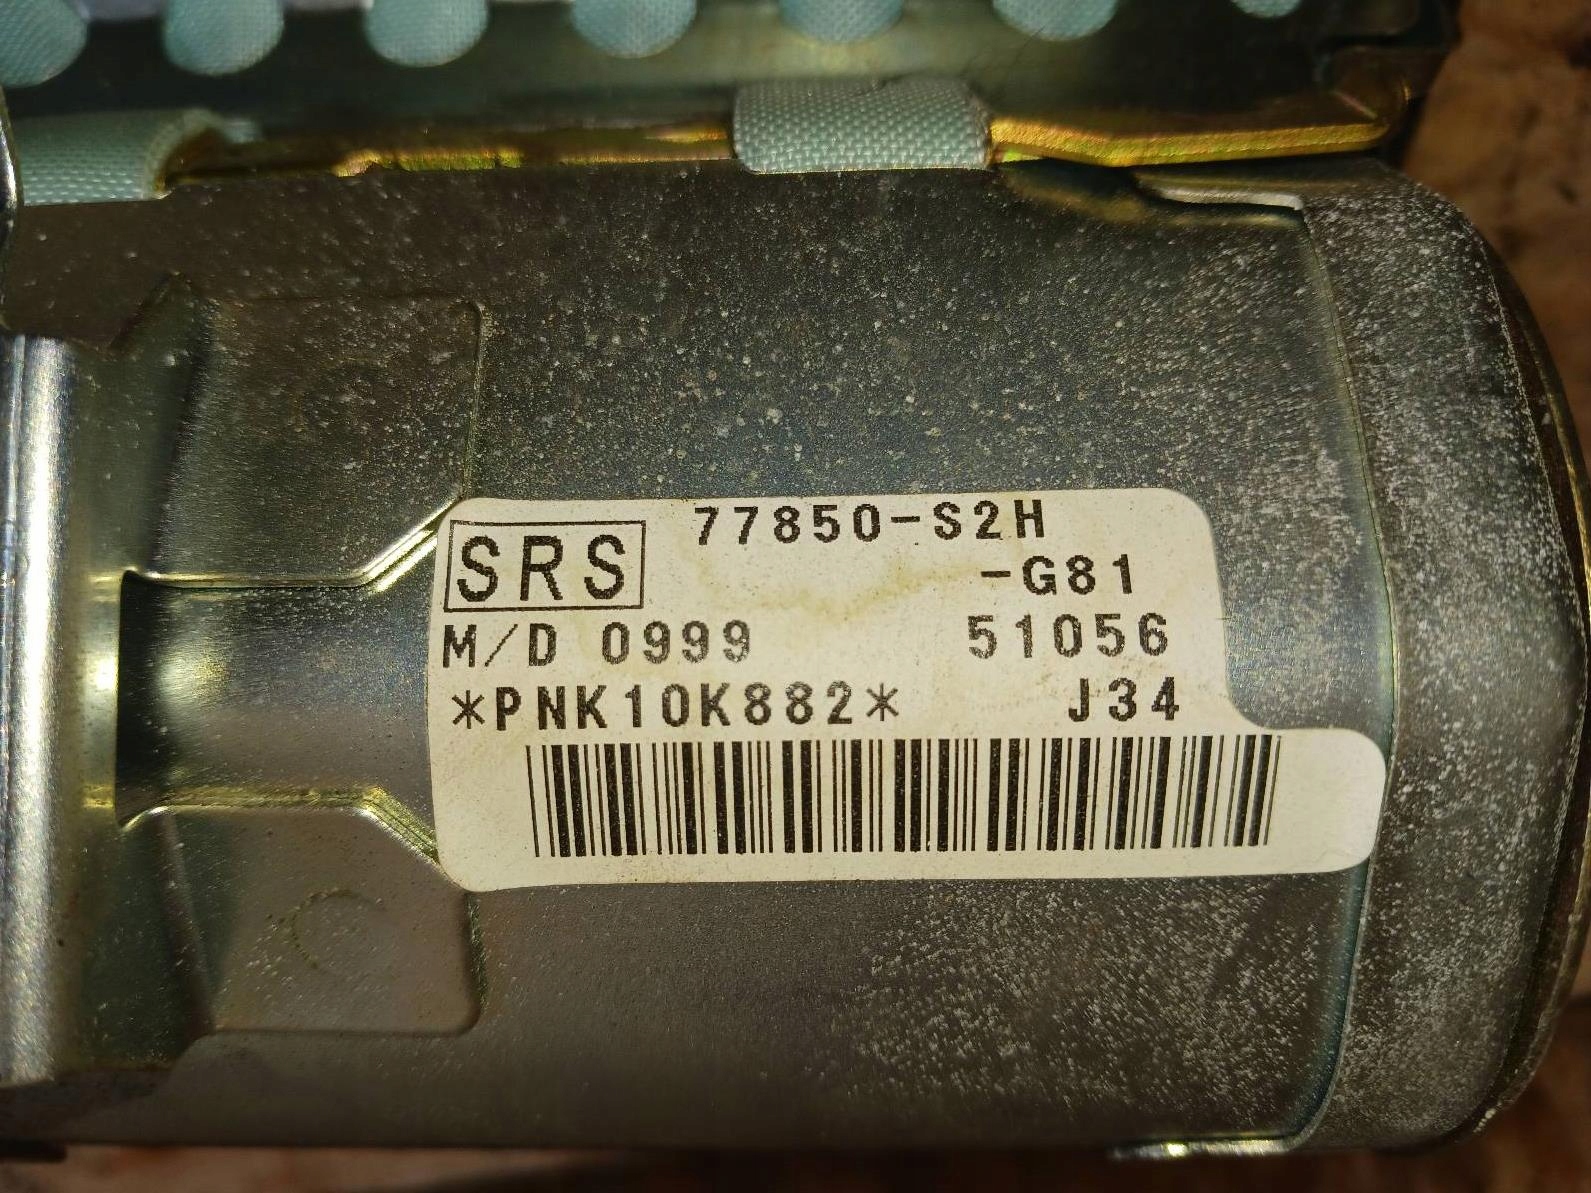 SRS 77850-S2H
-G81
M/D 0999 51056
*PNK10K882* J34